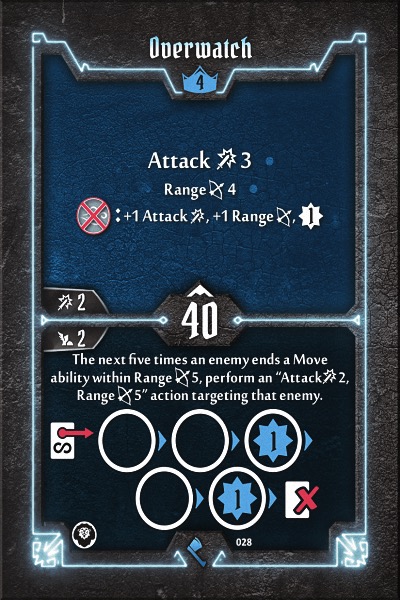 Overwatch
4
Attack 3
Range 4
: +1 Attack, +1 Range, 1
2
40
2
The next five times an enemy ends a Move
ability within Range 5, perform an “Attack 2,
Range 5” action targeting that enemy.
S 1
1
028